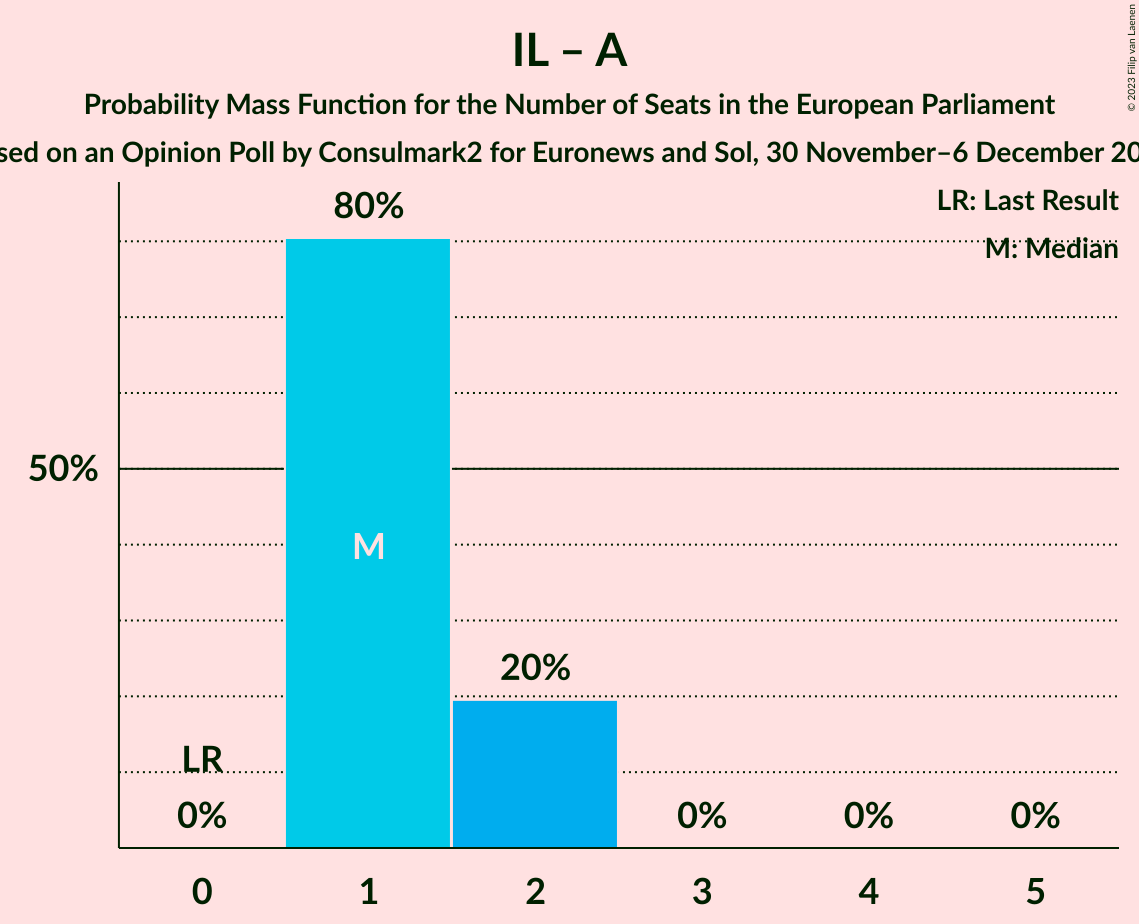 IL – A
Probability Mass Function for the Number of Seats in the European Parliament
sed on an Opinion Poll by Consulmark2 for Euronews and Sol, 30 November–6 December 20
© 2023 Filip van Laenen
LR: Last Result
M: Median
80%
50%
M
20%
LR
0%
0%
0%
0%
0
1
2
3
4
5